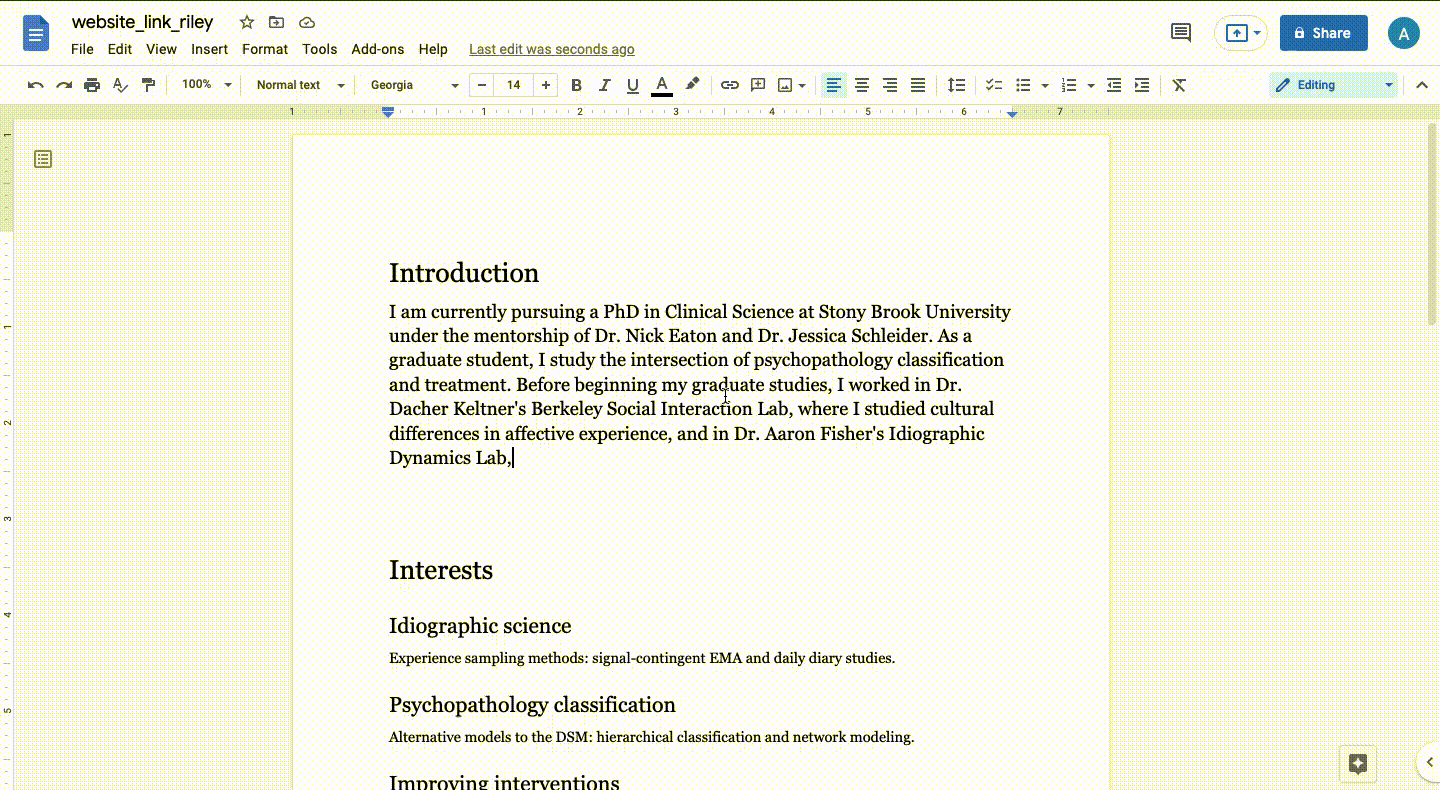 website_link_riley
File Edit View Insert Format Tools Add-ons Help Last edit was seconds ago
Share
A
100% Normal text Georgia 14 B I U A Editing
1 1 2 3 4 5 6 7
1
1
2
3
4
5
Introduction
I am currently pursuing a PhD in Clinical Science at Stony Brook University
under the mentorship of Dr. Nick Eaton and Dr. Jessica Schleider. As a
graduate student, I study the intersection of psychopathology classification
and treatment. Before beginning my graduate studies, I worked in Dr.
Dacher Keltner's Berkeley Social Interaction Lab, where I studied cultural
differences in affective experience, and in Dr. Aaron Fisher's Idiographic
Dynamics Lab,
Interests
Idiographic science
Experience sampling methods: signal-contingent EMA and daily diary studies.
Psychopathology classification
Alternative models to the DSM: hierarchical classification and network modeling.
Improving interventions